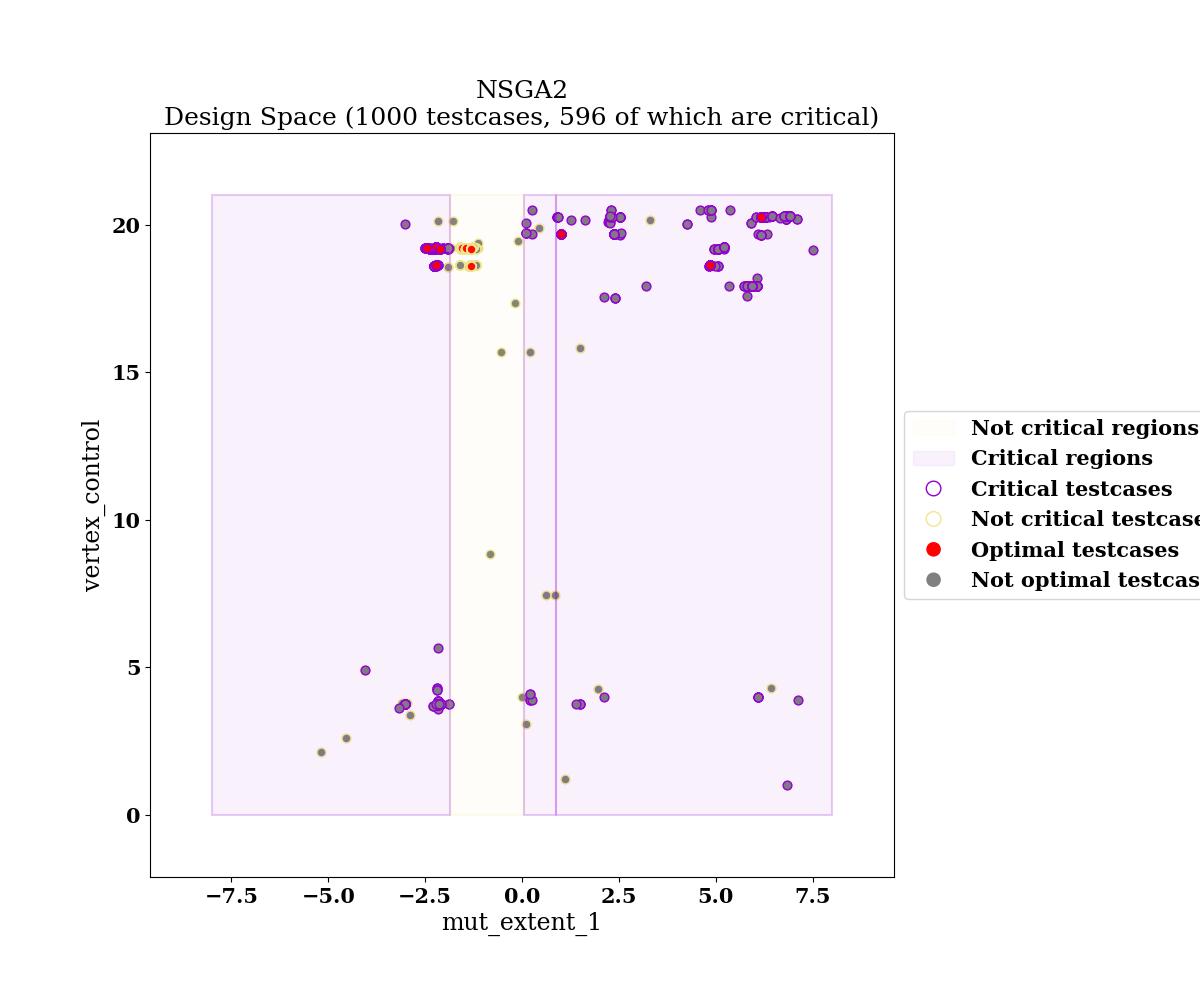 NSGA2
Design Space (1000 testcases, 596 of which are critical)
20
15
10
5
0
vertex_control
−7.5 −5.0 −2.5 0.0 2.5 5.0 7.5
mut_extent_1
Not critical regions
Critical regions
Critical testcases
Not critical testcase
Optimal testcases
Not optimal testcas